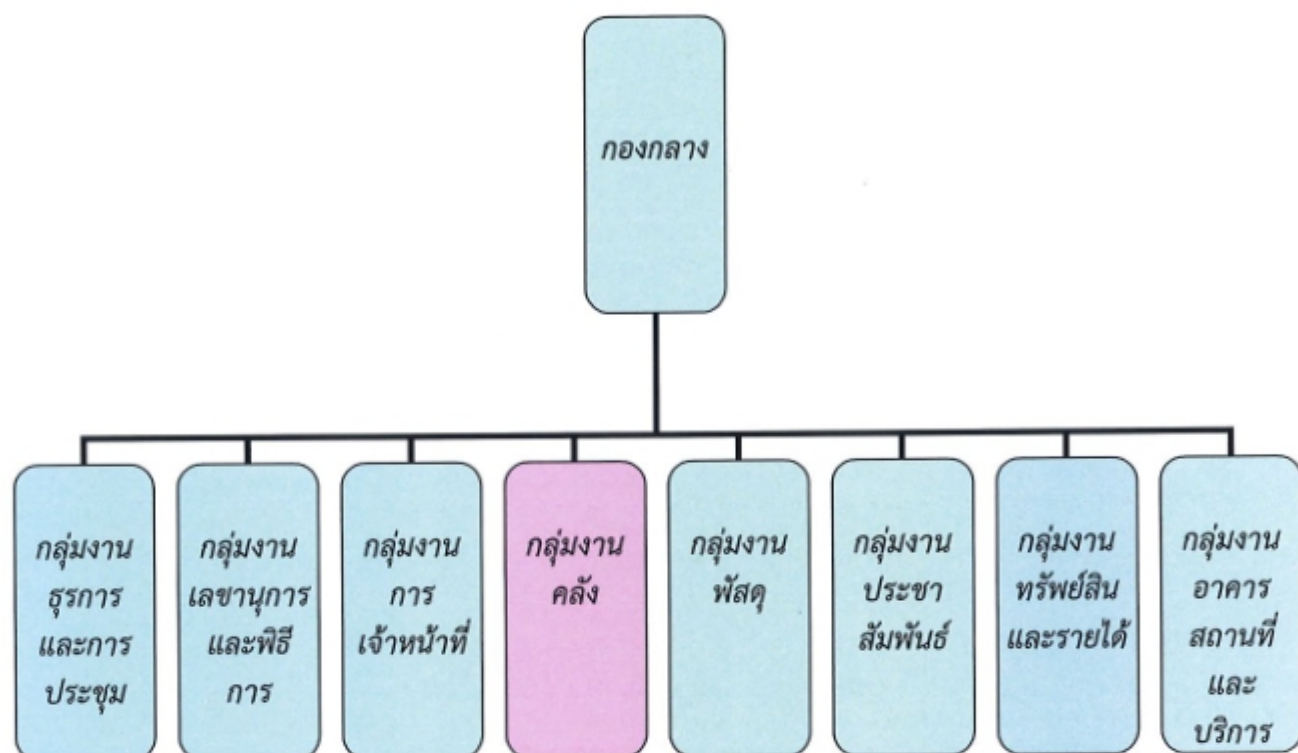 กองกลาง
กลุ่มงาน
ธุรการ
และการ
ประชุม
กลุ่มงาน
เลขานุการ
และพิธี
การ
กลุ่มงาน
การ
เจ้าหน้าที่
กลุ่มงาน
คลัง
กลุ่มงาน
พัสดุ
กลุ่มงาน
ประชา
สัมพันธ์
กลุ่มงาน
ทรัพย์สิน
และรายได้
กลุ่มงาน
อาคาร
สถานที่
และ
บริการ